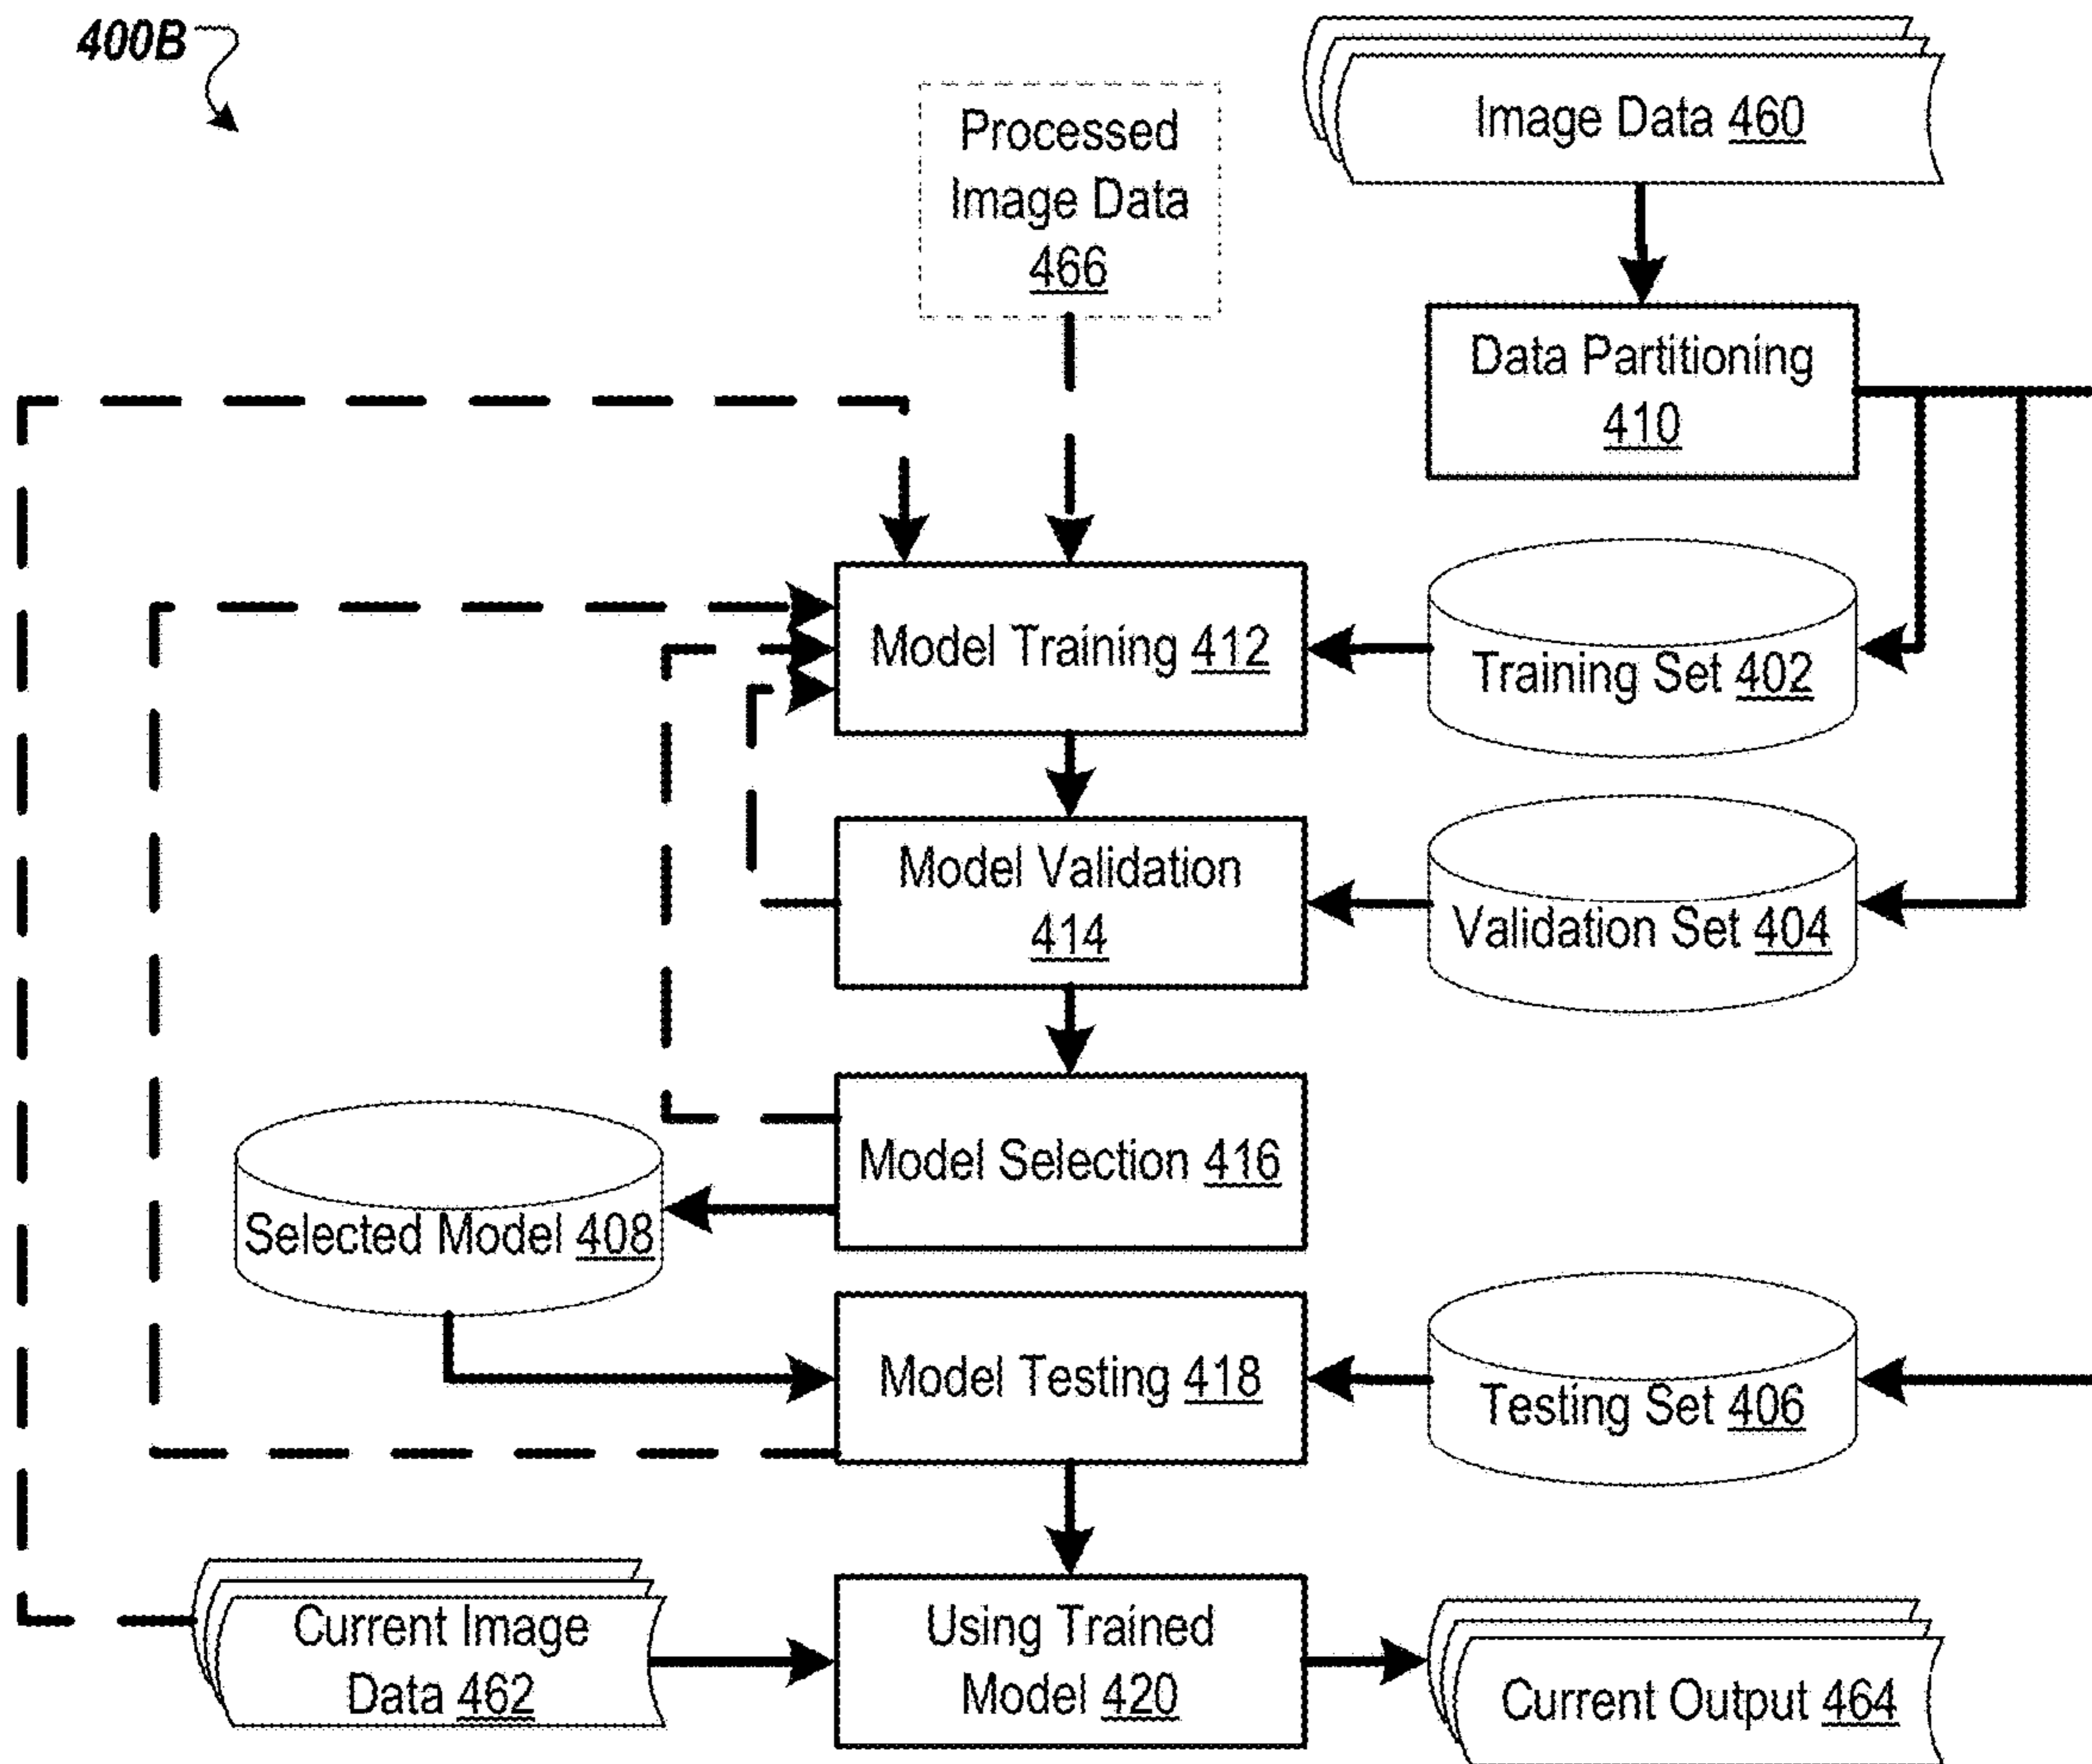 400B
Processed
Image Data
466
Image Data 460
Data Partitioning
410
Model Training 412
Training Set 402
Model Validation
414
Validation Set 404
Model Selection 416
Selected Model 408
Model Testing 418
Testing Set 406
Current Image
Data 462
Using Trained
Model 420
Current Output 464